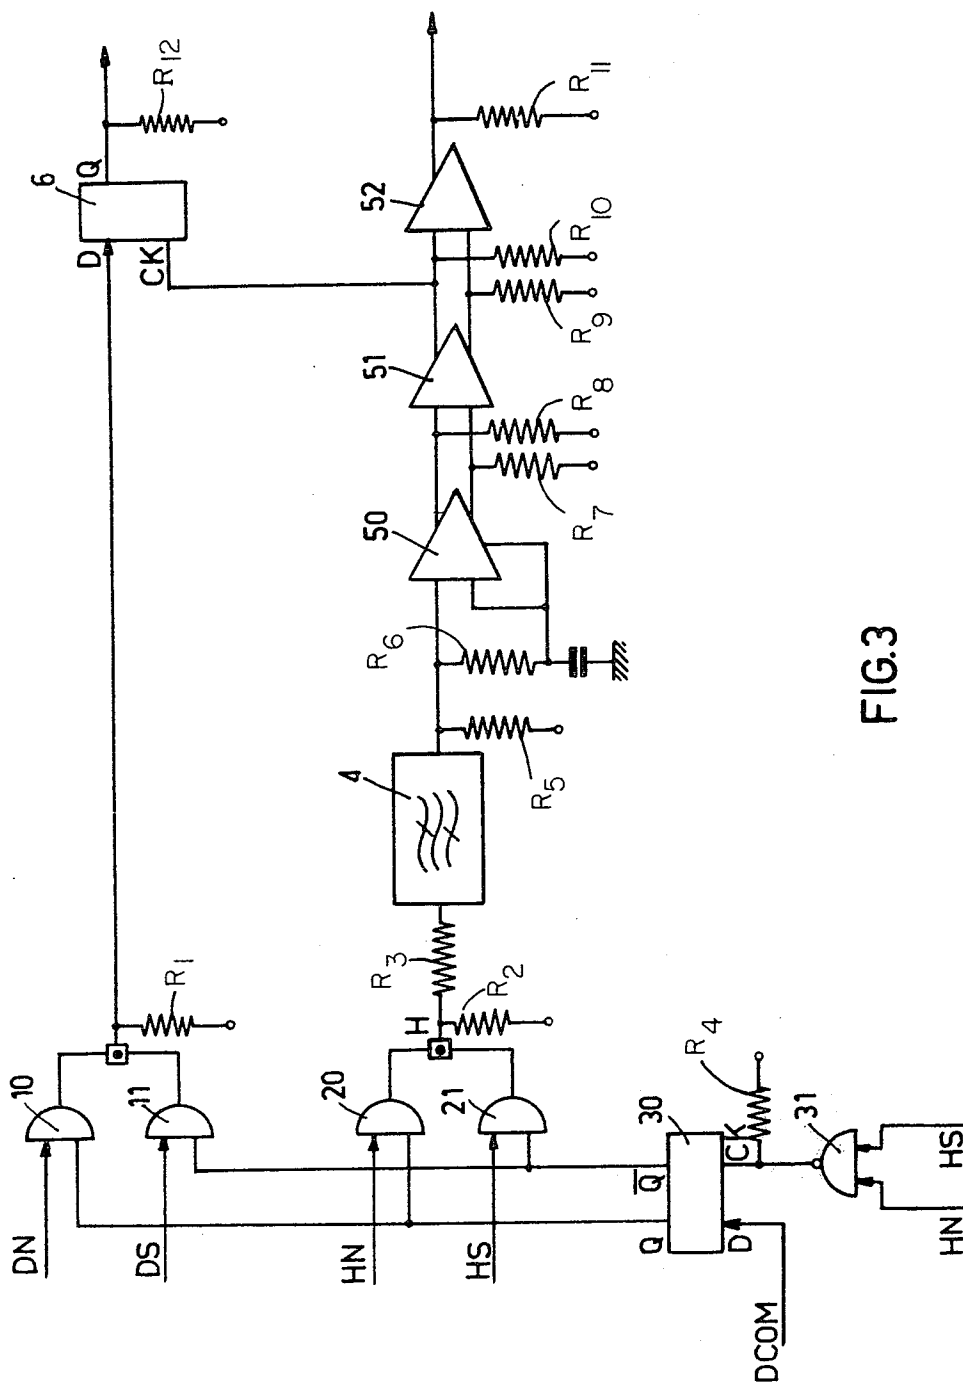 DN
10
DS
11
R1
D
6
Q
CK
R12
HN
20
HS
21
H
R2
R3
4
R5
R6
50
R7
R8
51
R9
R10
52
R11
Q
Q̅
30
D
CK
R4
DCOM
31
HN
HS
FIG.3